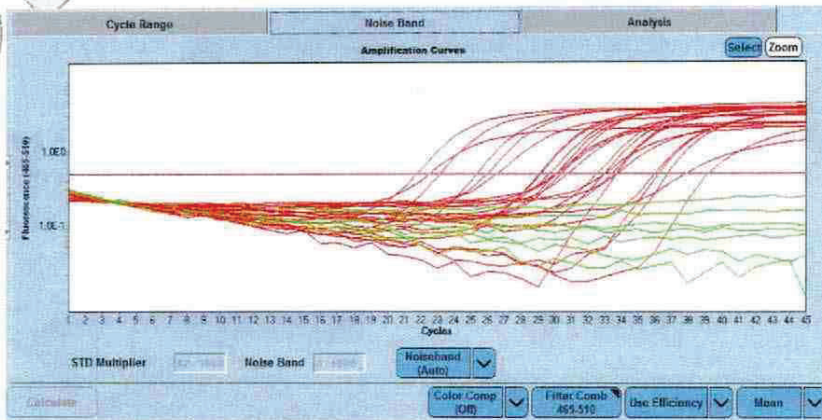 Cycle Range Noise Band Analysis
Amplification Curves Select Zoom
Fluorescence (465-510)
1.0E0
1.0E-1
1 2 3 4 5 6 7 8 9 10 11 12 13 14 15 16 17 18 19 20 21 22 23 24 25 26 27 28 29 30 31 32 33 34 35 36 37 38 39 40 41 42 43 44 45
Cycles
STD Multiplier Noise Band Noiseband
(Auto)
Calculate Color Comp
(Off) Filter Comb
465-510 Use Efficiency Mean